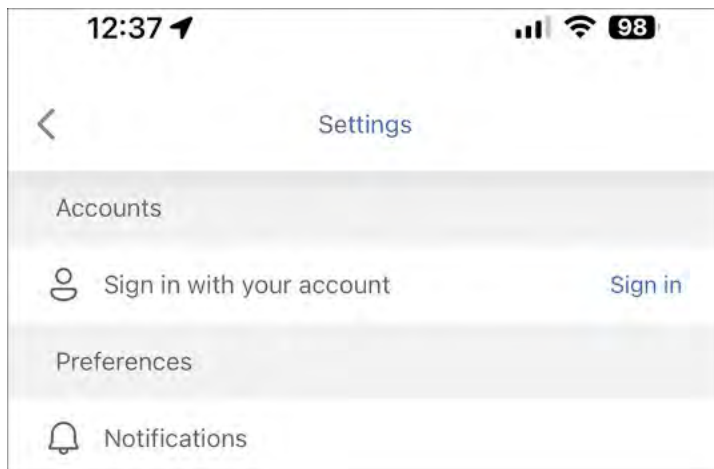 12:37 98
Settings
Accounts
Sign in with your account Sign in
Preferences
Notifications